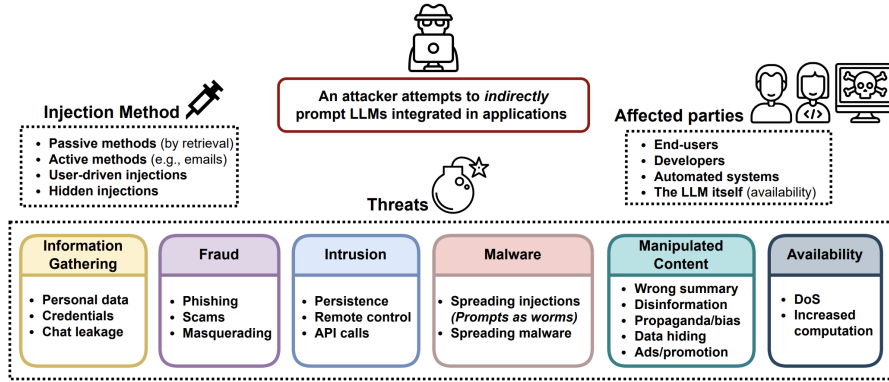 An attacker attempts to indirectly
prompt LLMs integrated in applications
Injection Method
• Passive methods (by retrieval)
• Active methods (e.g., emails)
• User-driven injections
• Hidden injections
Affected parties
• End-users
• Developers
• Automated systems
• The LLM itself (availability)
Threats
Information
Gathering
• Personal data
• Credentials
• Chat leakage
Fraud
• Phishing
• Scams
• Masquerading
Intrusion
• Persistence
• Remote control
• API calls
Malware
• Spreading injections
(Prompts as worms)
• Spreading malware
Manipulated
Content
• Wrong summary
• Disinformation
• Propaganda/bias
• Data hiding
• Ads/promotion
Availability
• DoS
• Increased
computation